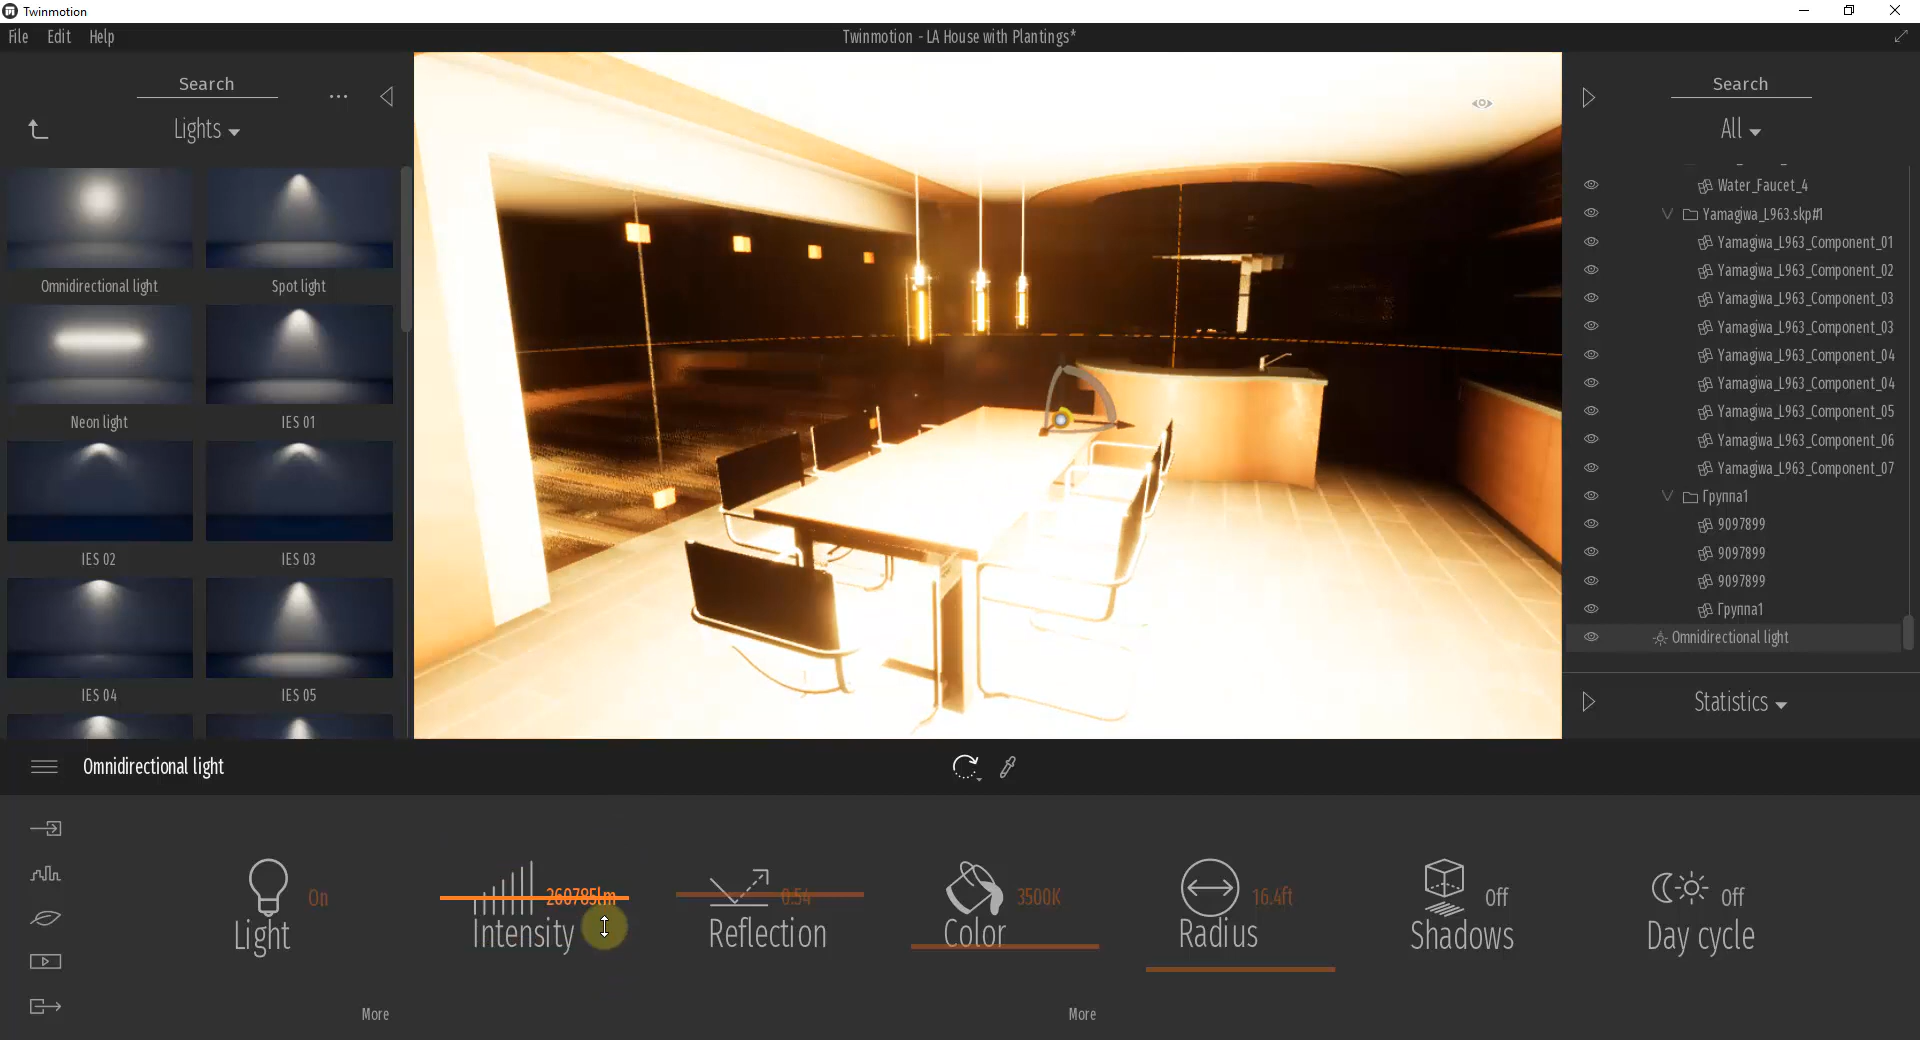 Twinmotion
File Edit Help
Twinmotion - LA House with Plantings*
Search
...
Lights
Omnidirectional light
Spot light
Neon light
IES 01
IES 02
IES 03
IES 04
IES 05
Search
All
Water_Faucet_4
Yamagiwa_L963.skp#1
Yamagiwa_L963_Component_01
Yamagiwa_L963_Component_02
Yamagiwa_L963_Component_03
Yamagiwa_L963_Component_03
Yamagiwa_L963_Component_04
Yamagiwa_L963_Component_04
Yamagiwa_L963_Component_05
Yamagiwa_L963_Component_06
Yamagiwa_L963_Component_07
Группа1
9097899
9097899
9097899
Группа1
Omnidirectional light
Statistics
Omnidirectional light
Light On
Intensity 260785lm
Reflection 0.54
Color 3500K
Radius 16.4ft
Shadows Off
Day cycle Off
More
More